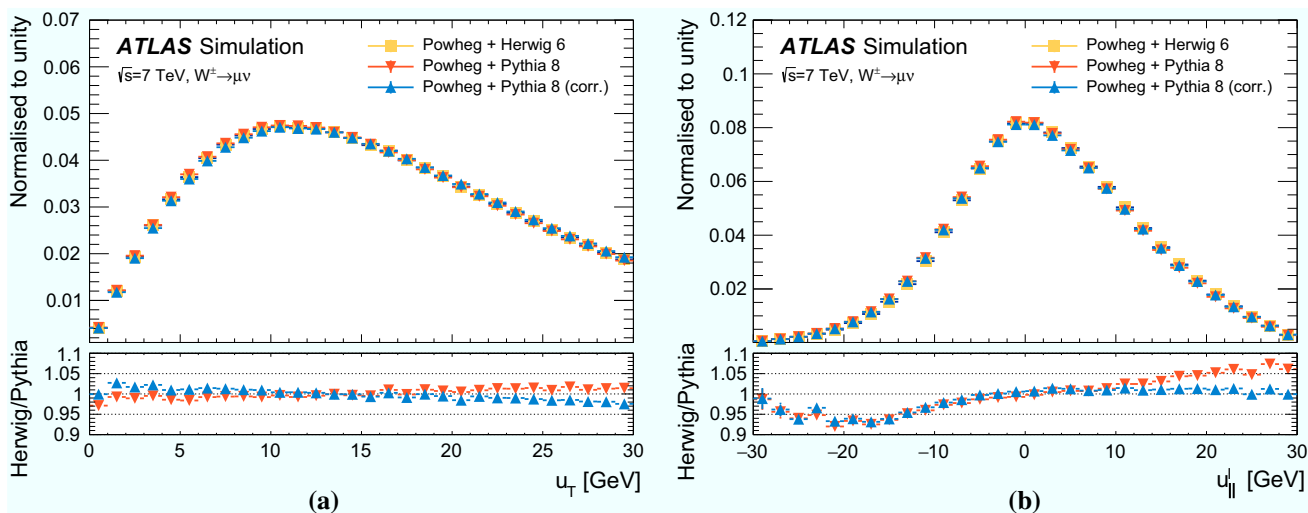 Normalised to unity
0.07
0.06
0.05
0.04
0.03
0.02
0.01
ATLAS Simulation
√s=7 TeV, W±→μν
Powheg + Herwig 6
Powheg + Pythia 8
Powheg + Pythia 8 (corr.)
Herwig/Pythia
1.1
1.05
1
0.95
0.9
0 5 10 15 20 25 30
u_T [GeV]
(a)
Normalised to unity
0.12
0.1
0.08
0.06
0.04
0.02
ATLAS Simulation
√s=7 TeV, W±→μν
Powheg + Herwig 6
Powheg + Pythia 8
Powheg + Pythia 8 (corr.)
Herwig/Pythia
1.1
1.05
1
0.95
0.9
−30 −20 −10 0 10 20 30
u_||^l [GeV]
(b)